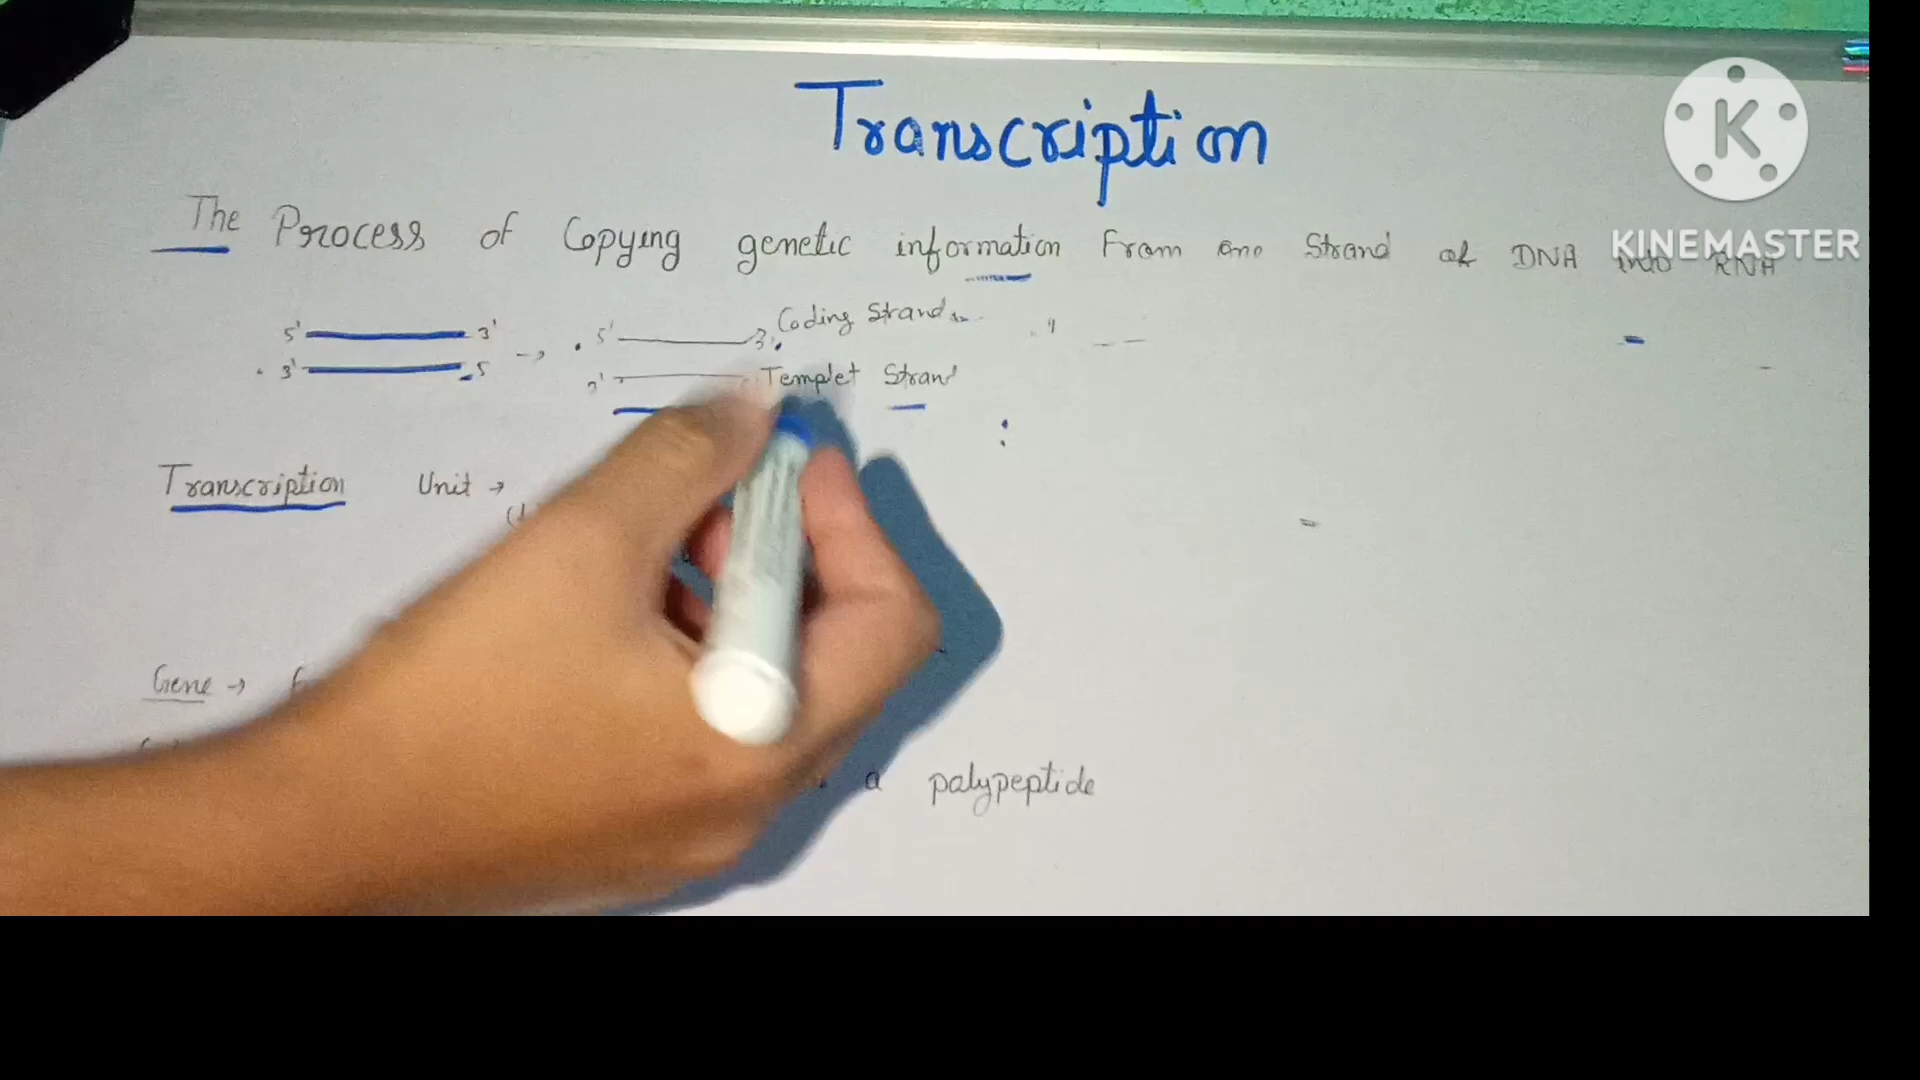 Transcription
The Process of Copying genetic information From one Strand of DNA into RNA
KINEMASTER
5' 3' 5' 3' Coding Strand
3' 5 3' Templet Strand
Transcription Unit →
Gene →
a polypeptide